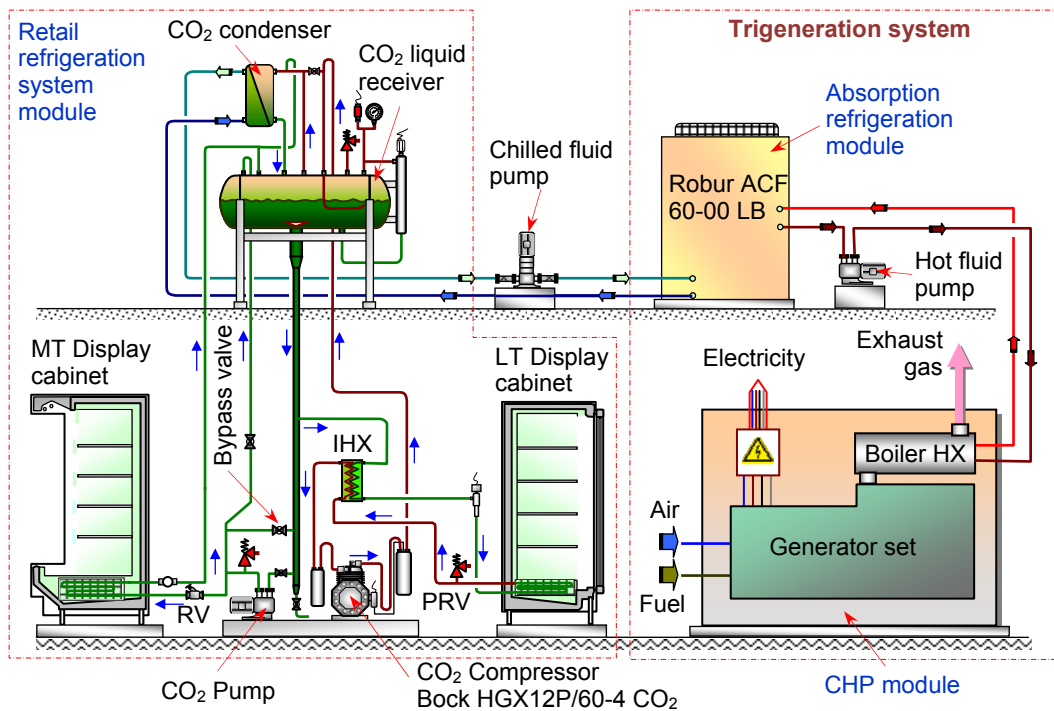 Retail
refrigeration
system
module
CO₂ condenser
CO₂ liquid
receiver
Trigeneration system
Absorption
refrigeration
module
Chilled fluid
pump
Robur ACF
60-00 LB
Hot fluid
pump
MT Display
cabinet
Bypass valve
IHX
LT Display
cabinet
Electricity
Exhaust
gas
Boiler HX
Air
Generator set
Fuel
RV
PRV
CO₂ Pump
CO₂ Compressor
Bock HGX12P/60-4 CO₂
CHP module